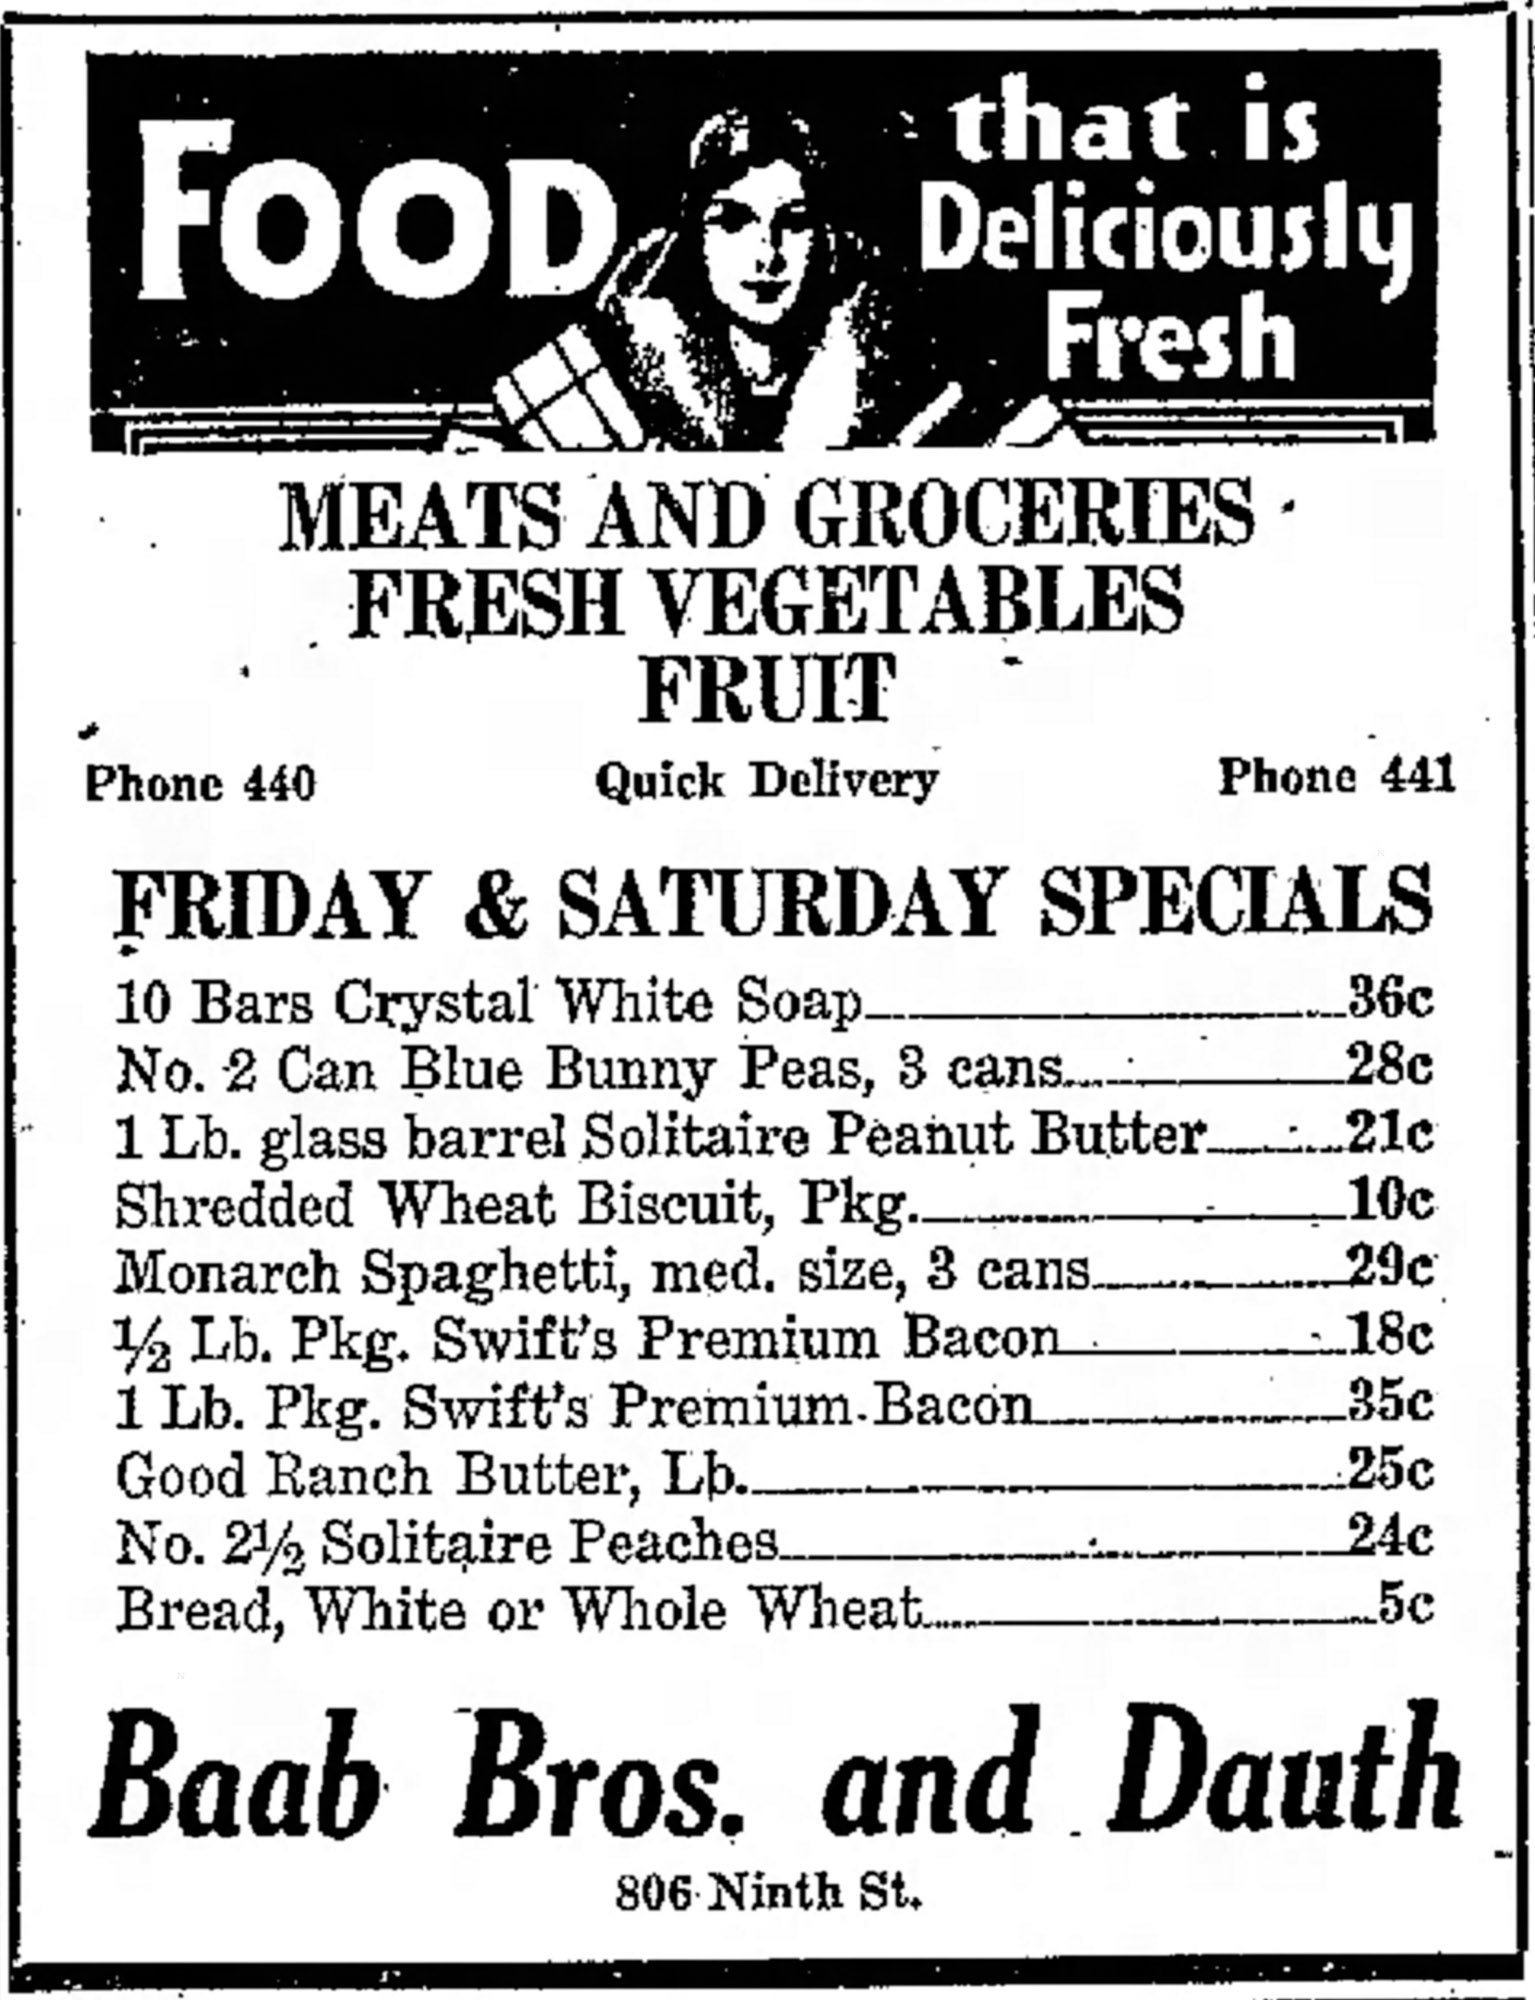 FOOD
that is
Deliciously
Fresh
MEATS AND GROCERIES
FRESH VEGETABLES
FRUIT
Phone 440 Quick Delivery Phone 441
FRIDAY & SATURDAY SPECIALS
10 Bars Crystal White Soap 36c
No. 2 Can Blue Bunny Peas, 3 cans 28c
1 Lb. glass barrel Solitaire Peanut Butter 21c
Shredded Wheat Biscuit, Pkg. 10c
Monarch Spaghetti, med. size, 3 cans 29c
½ Lb. Pkg. Swift's Premium Bacon 18c
1 Lb. Pkg. Swift's Premium Bacon 35c
Good Ranch Butter, Lb. 25c
No. 2½ Solitaire Peaches 24c
Bread, White or Whole Wheat 5c
Baab Bros. and Dauth
806 Ninth St.